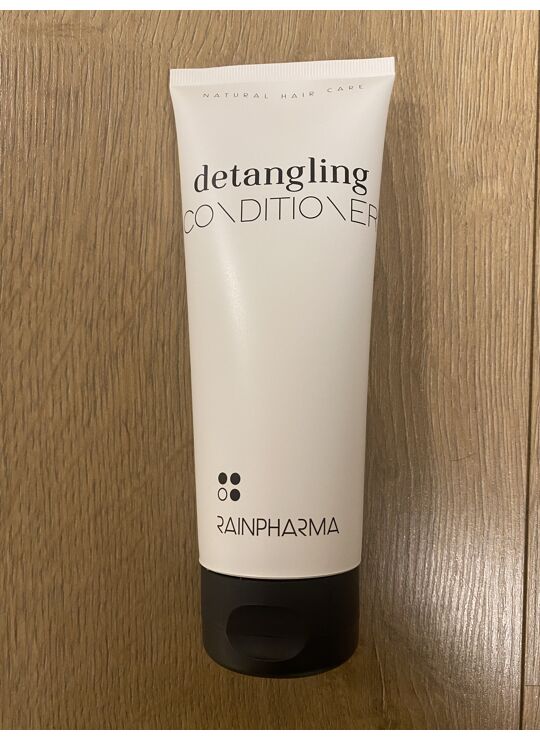 NATURAL HAIR CARE
detangling
CONDITIONER
RAINPHARMA